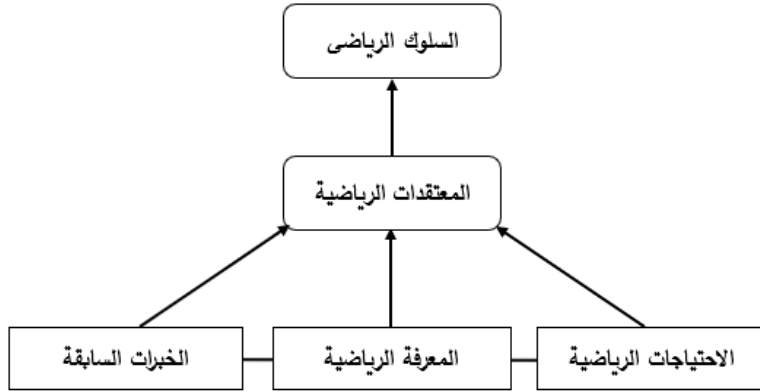 السلوك الرياضى
المعتقدات الرياضية
الاحتياجات الرياضية
المعرفة الرياضية
الخبرات السابقة